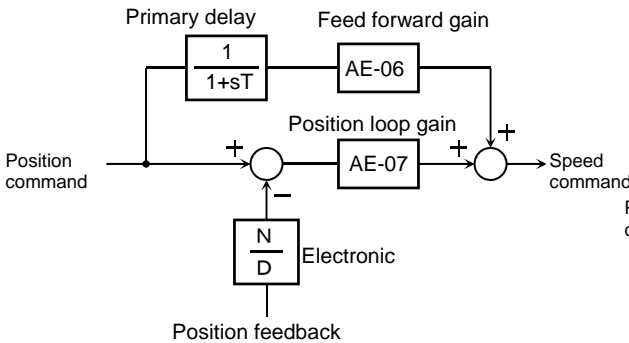 Primary delay
Feed forward gain
1
1+sT
AE-06
+
Position loop gain
Position
command
+
AE-07
+
Speed
command
−
N
D
Electronic
Position feedback